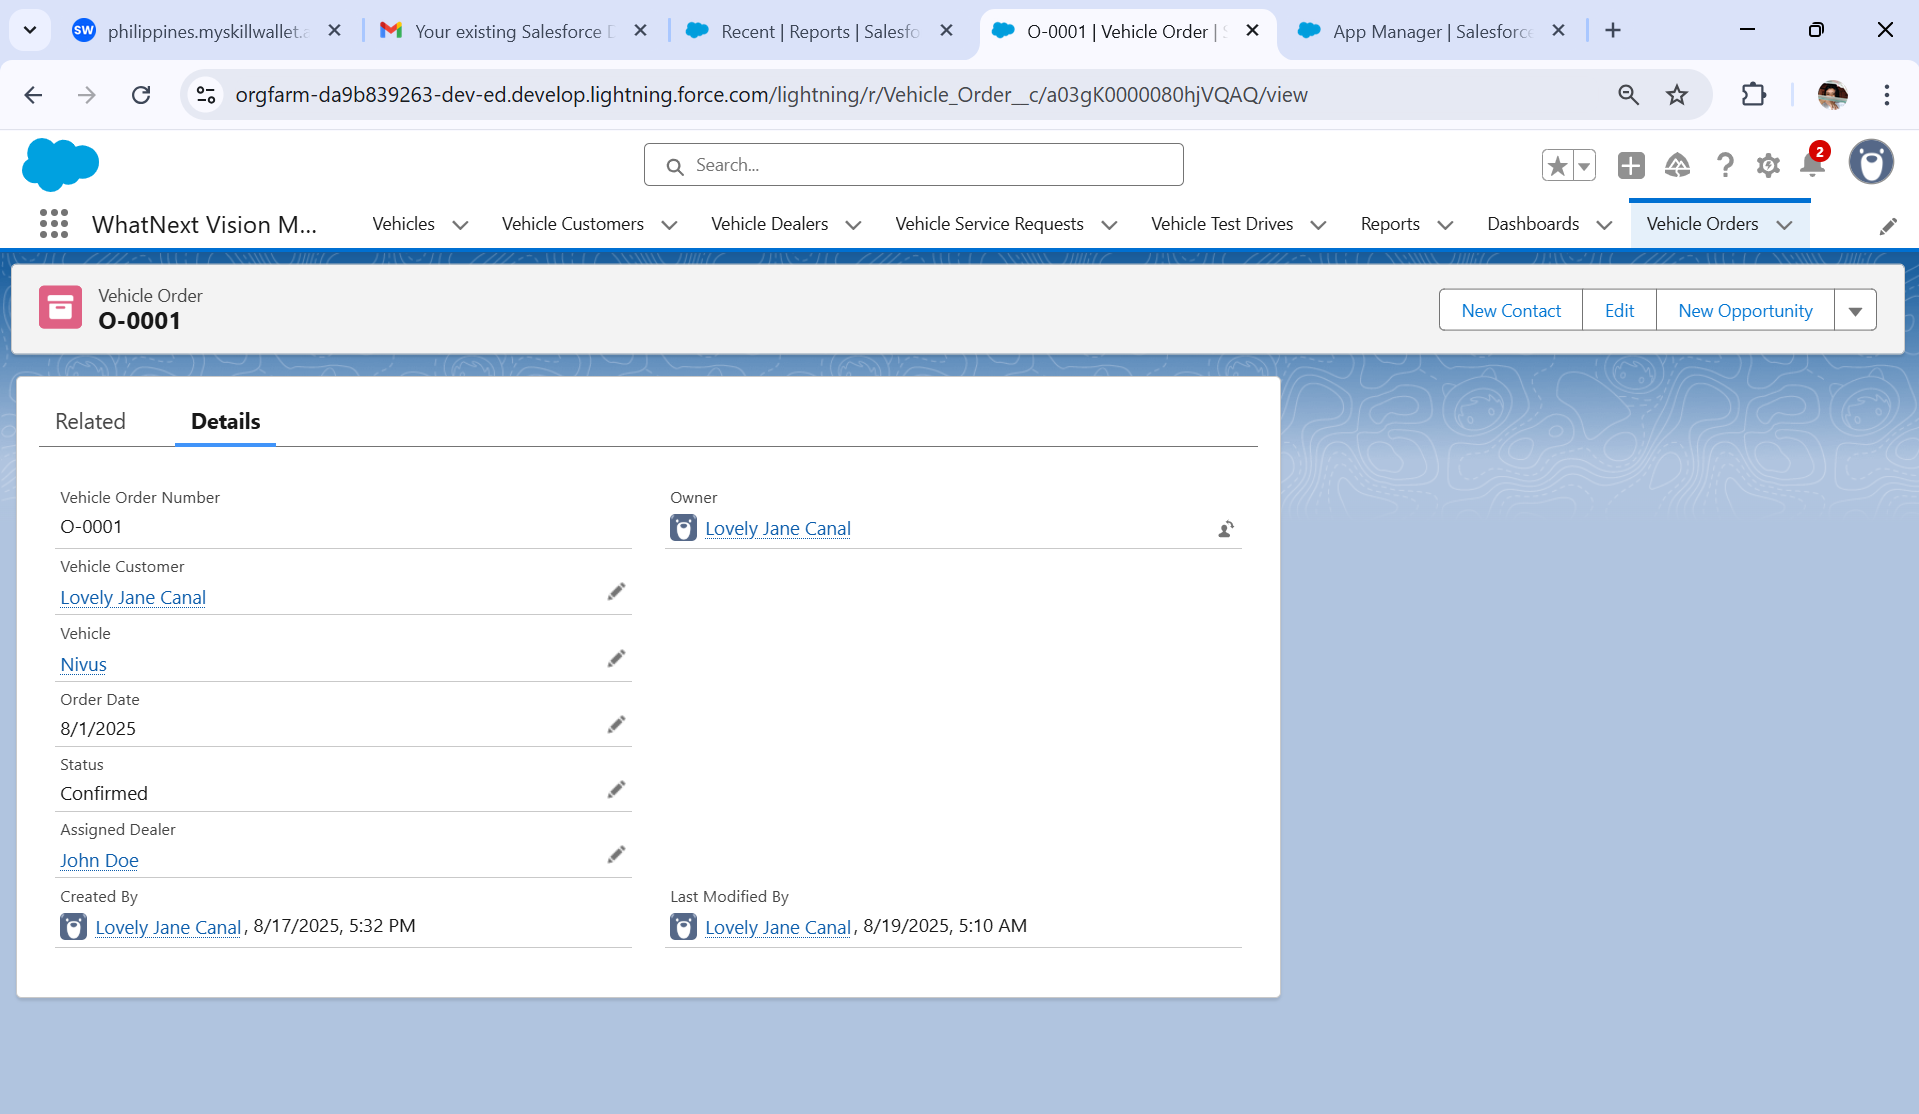 SW philippines.myskillwallet.a
Your existing Salesforce D
Recent | Reports | Salesfo
O-0001 | Vehicle Order | S
App Manager | Salesforce
orgfarm-da9b839263-dev-ed.develop.lightning.force.com/lightning/r/Vehicle_Order__c/a03gK0000080hjVQAQ/view
Search...
2
WhatNext Vision M...
Vehicles
Vehicle Customers
Vehicle Dealers
Vehicle Service Requests
Vehicle Test Drives
Reports
Dashboards
Vehicle Orders
Vehicle Order
O-0001
New Contact
Edit
New Opportunity
Related
Details
Vehicle Order Number
O-0001
Owner
Lovely Jane Canal
Vehicle Customer
Lovely Jane Canal
Vehicle
Nivus
Order Date
8/1/2025
Status
Confirmed
Assigned Dealer
John Doe
Created By
Lovely Jane Canal, 8/17/2025, 5:32 PM
Last Modified By
Lovely Jane Canal, 8/19/2025, 5:10 AM